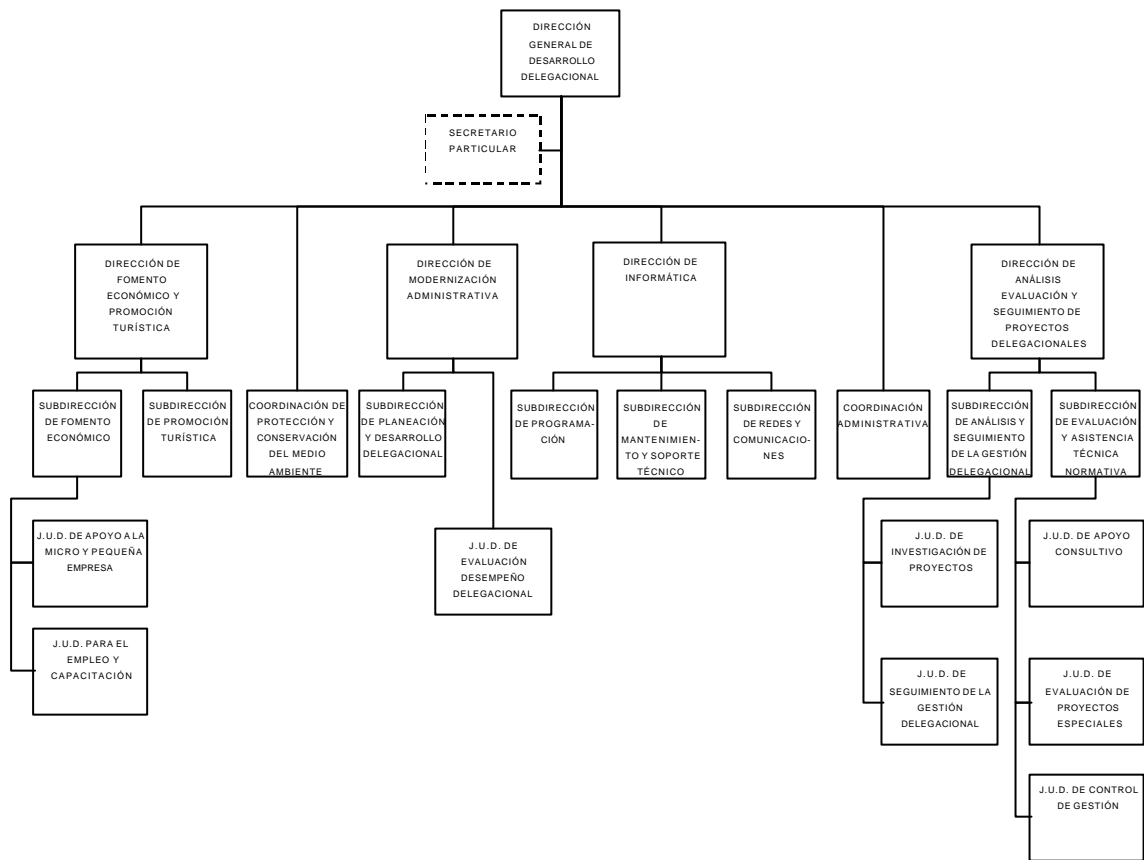 DIRECCIÓN
GENERAL DE
DESARROLLO
DELEGACIONAL
SECRETARIO
PARTICULAR
DIRECCIÓN DE
FOMENTO
ECONÓMICO Y
PROMOCIÓN
TURÍSTICA
DIRECCIÓN DE
MODERNIZACIÓN
ADMINISTRATIVA
DIRECCIÓN DE
INFORMÁTICA
DIRECCIÓN DE
ANÁLISIS
EVALUACIÓN Y
SEGUIMIENTO DE
PROYECTOS
DELEGACIONALES
SUBDIRECCIÓN
DE FOMENTO
ECONÓMICO
SUBDIRECCIÓN
DE PROMOCIÓN
TURÍSTICA
COORDINACIÓN DE
PROTECCIÓN Y
CONSERVACIÓN
DEL MEDIO
AMBIENTE
SUBDIRECCIÓN
DE PLANEACIÓN
Y DESARROLLO
DELEGACIONAL
SUBDIRECCIÓN
DE PROGRAMA-
CIÓN
SUBDIRECCIÓN
DE
MANTENIMIEN-
TO Y SOPORTE
TÉCNICO
SUBDIRECCIÓN
DE REDES Y
COMUNICACIO-
NES
COORDINACIÓN
ADMINISTRATIVA
SUBDIRECCIÓN
DE ANÁLISIS Y
SEGUIMIENTO
DE LA GESTIÓN
DELEGACIONAL
SUBDIRECCIÓN
DE EVALUACIÓN
Y ASISTENCIA
TÉCNICA
NORMATIVA
J.U.D. DE APOYO A LA
MICRO Y PEQUEÑA
EMPRESA
J.U.D. DE
EVALUACIÓN
DESEMPEÑO
DELEGACIONAL
J.U.D. DE
INVESTIGACIÓN DE
PROYECTOS
J.U.D. DE APOYO
CONSULTIVO
J.U.D. PARA EL
EMPLEO Y
CAPACITACIÓN
J.U.D. DE
SEGUIMIENTO DE LA
GESTIÓN
DELEGACIONAL
J.U.D. DE
EVALUACIÓN DE
PROYECTOS
ESPECIALES
J.U.D. DE CONTROL
DE GESTIÓN